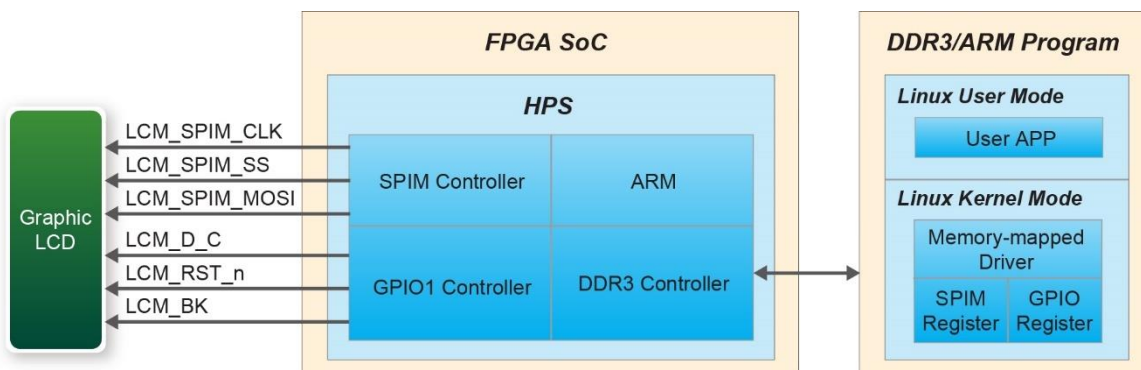 FPGA SoC
HPS
LCM_SPIM_CLK
LCM_SPIM_SS
LCM_SPIM_MOSI
LCM_D_C
LCM_RST_n
LCM_BK
Graphic
LCD
SPIM Controller
ARM
GPIO1 Controller
DDR3 Controller
DDR3/ARM Program
Linux User Mode
User APP
Linux Kernel Mode
Memory-mapped
Driver
SPIM
Register
GPIO
Register